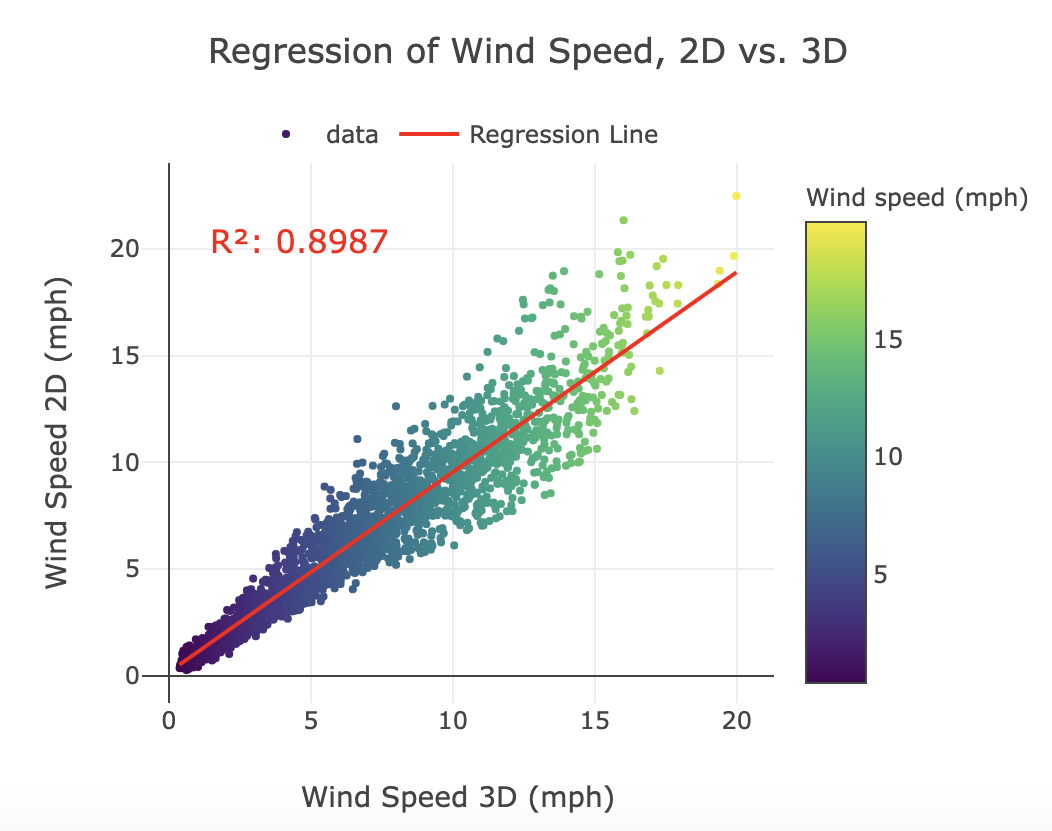 Regression of Wind Speed, 2D vs. 3D
data Regression Line
Wind speed (mph)
R²: 0.8987
20
15
10
5
0
Wind Speed 2D (mph)
15
10
5
0 5 10 15 20
Wind Speed 3D (mph)